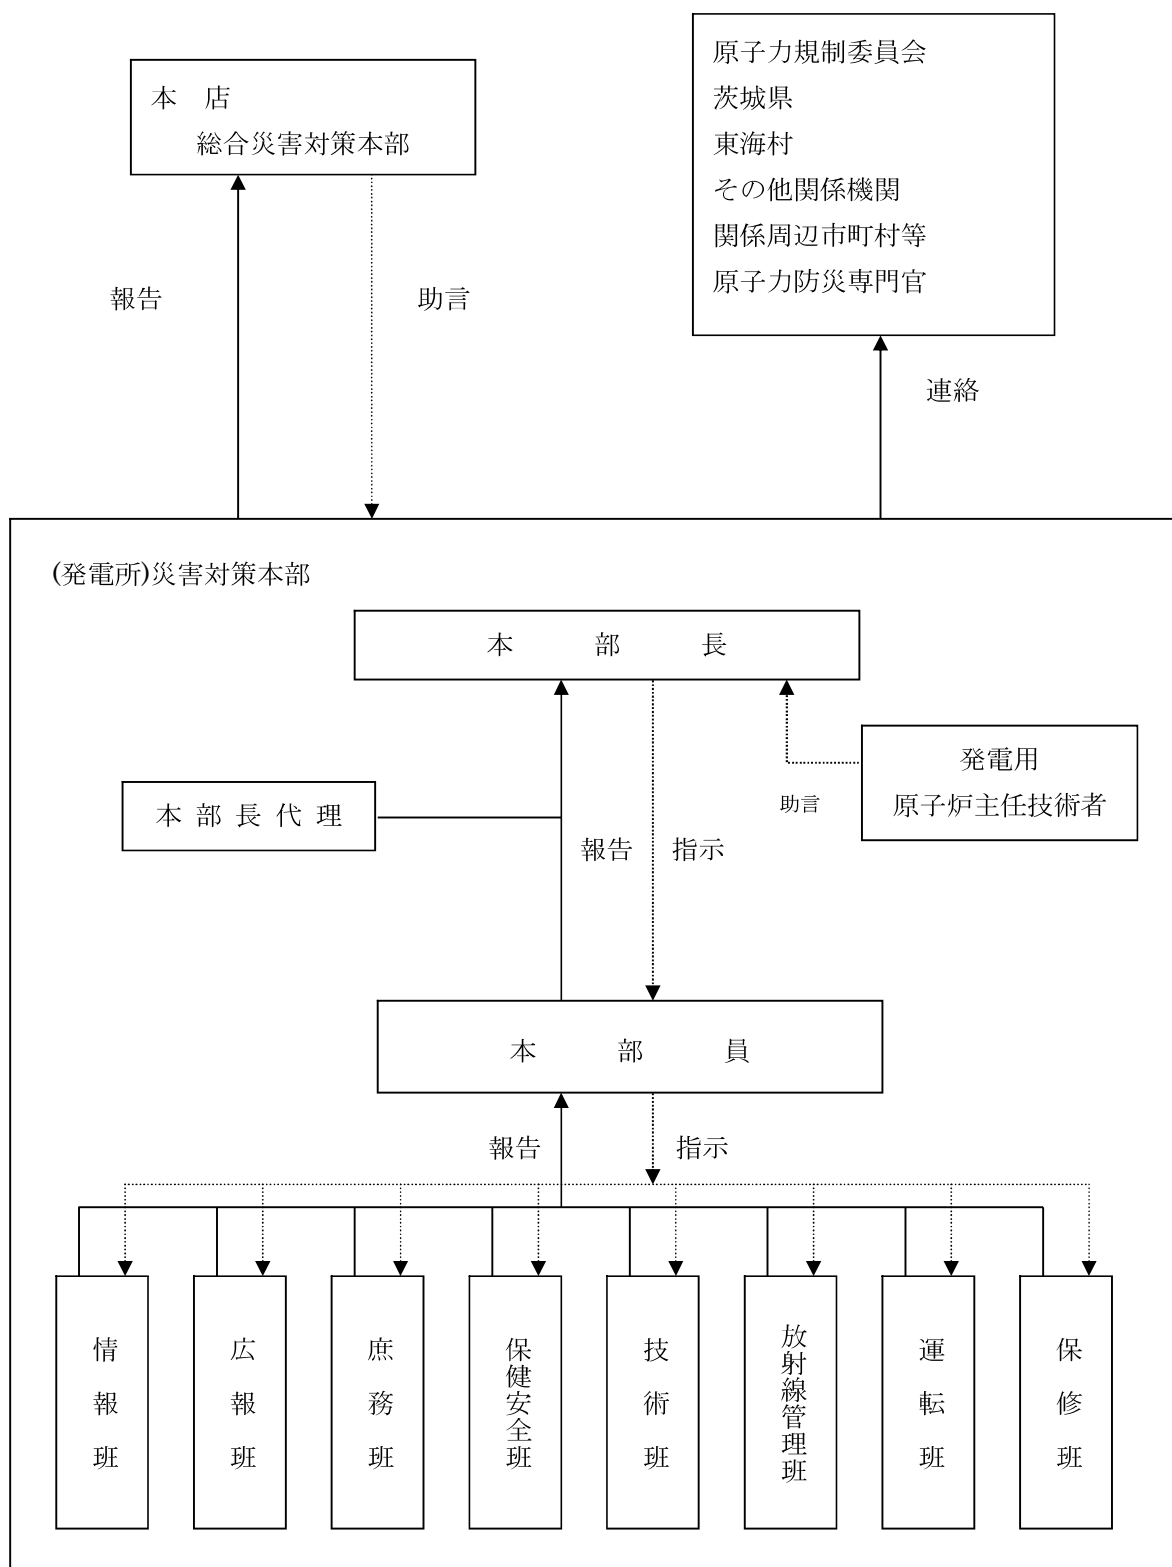 本　店
総合災害対策本部
原子力規制委員会
茨城県
東海村
その他関係機関
関係周辺市町村等
原子力防災専門官
報告
助言
連絡
(発電所)災害対策本部
本　部　長
発電用
原子炉主任技術者
助言
本部長代理
報告
指示
本　部　員
報告
指示
情報班
広報班
庶務班
保健安全班
技術班
放射線管理班
運転班
保修班